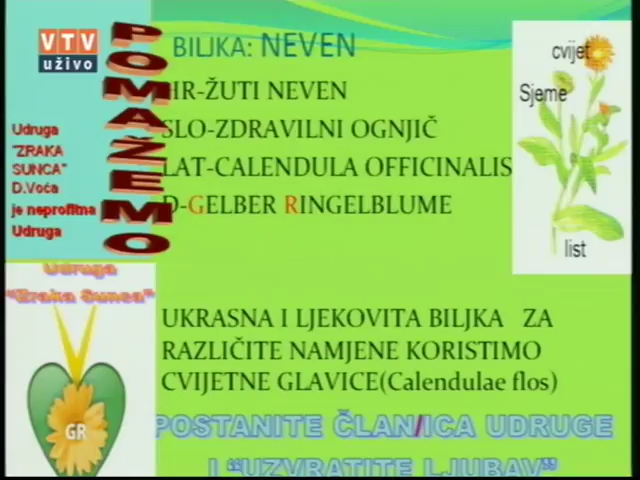 VTV
uživo
POMAŽEMO
Udruga
"ZRAKA
SUNCA"
D.Voća
je neprofitna
Udruga
BILJKA: NEVEN
HR-ŽUTI NEVEN
SLO-ZDRAVILNI OGNJIČ
LAT-CALENDULA OFFICINALIS
D-GELBER RINGELBLUME
cvijet
Sjeme
list
Udruga
"Zraka Sunca"
GR
UKRASNA I LJEKOVITA BILJKA ZA
RAZLIČITE NAMJENE KORISTIMO
CVIJETNE GLAVICE(Calendulae flos)
POSTANITE ČLAN/ICA UDRUGE
I "UZVRATITE LJUBAV"